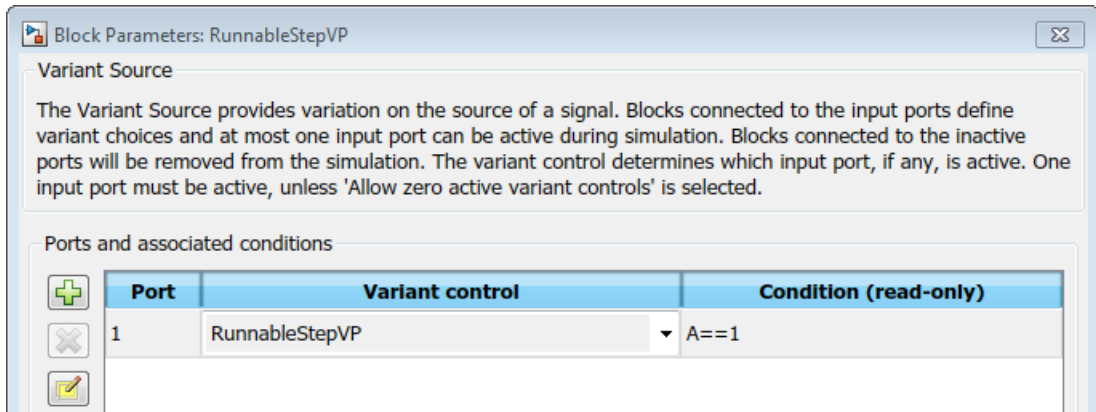 Block Parameters: RunnableStepVP
Variant Source
The Variant Source provides variation on the source of a signal. Blocks connected to the input ports define
variant choices and at most one input port can be active during simulation. Blocks connected to the inactive
ports will be removed from the simulation. The variant control determines which input port, if any, is active. One
input port must be active, unless 'Allow zero active variant controls' is selected.
Ports and associated conditions
Port Variant control Condition (read-only)
1 RunnableStepVP A==1